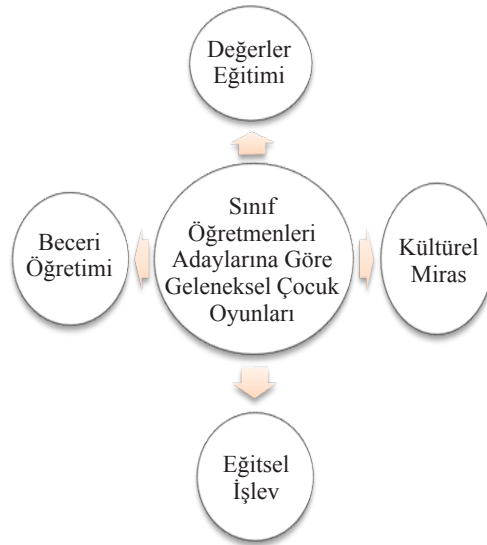 Değerler
Eğitimi
Beceri
Öğretimi
Sınıf
Öğretmenleri
Adaylarına Göre
Geleneksel Çocuk
Oyunları
Kültürel
Miras
Eğitsel
İşlev